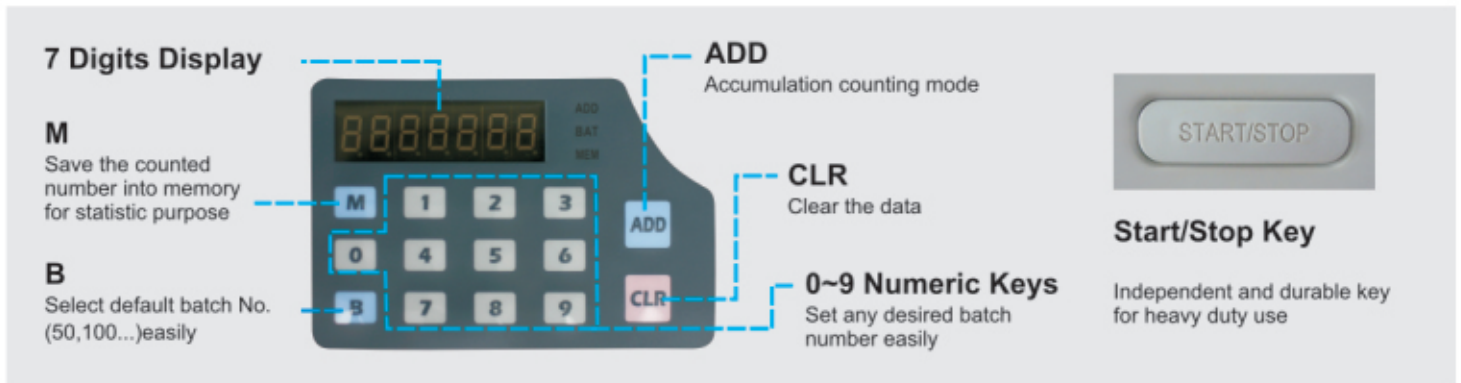 7 Digits Display
M
Save the counted
number into memory
for statistic purpose
B
Select default batch No.
(50,100...)easily
8888888
ADD
BAT
MEM
M
1
2
3
0
4
5
6
B
7
8
9
ADD
CLR
ADD
Accumulation counting mode
CLR
Clear the data
0~9 Numeric Keys
Set any desired batch
number easily
START/STOP
Start/Stop Key
Independent and durable key
for heavy duty use